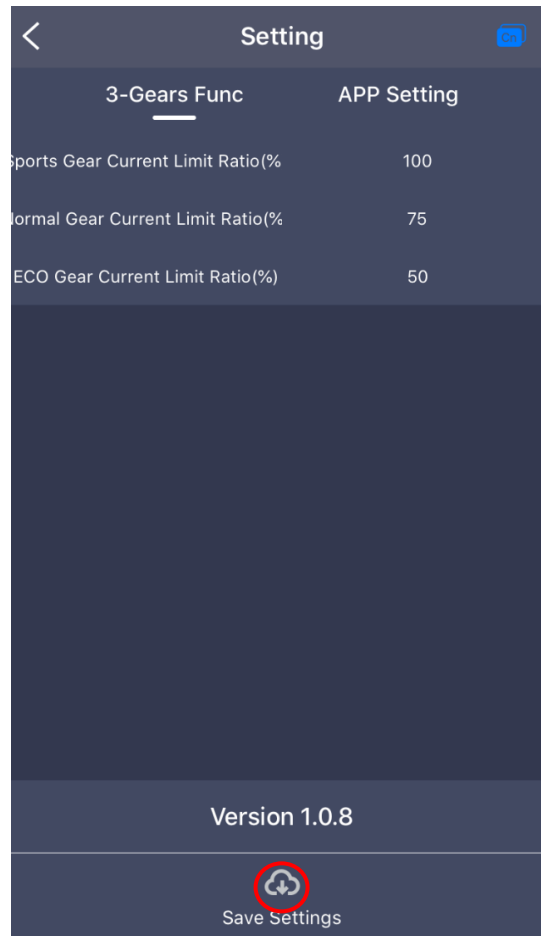 Setting
Cn
3-Gears Func APP Setting
Sports Gear Current Limit Ratio(% 100
Normal Gear Current Limit Ratio(% 75
ECO Gear Current Limit Ratio(%) 50
Version 1.0.8
Save Settings